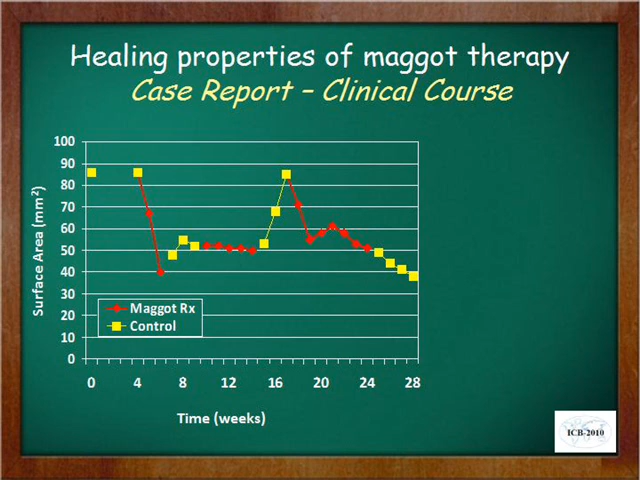 Healing properties of maggot therapy
Case Report – Clinical Course
100
90
80
70
60
50
40
30
20
10
0
Surface Area (mm²)
Maggot Rx
Control
0 4 8 12 16 20 24 28
Time (weeks)
ICB-2010